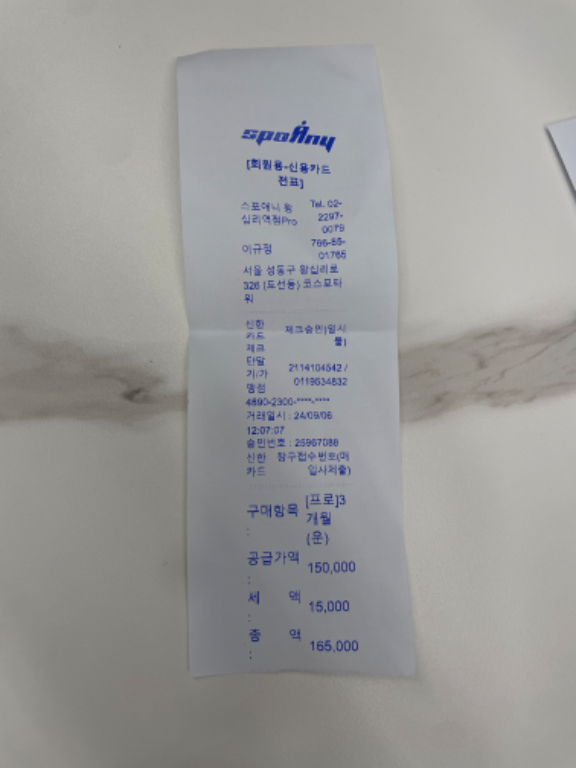 spoAny
[회원용-신용카드
전표]
스포애니 왕 Tel. 02-
십리역점Pro 2297-
0079
이규정 766-85-
01765
서울 성동구 왕십리로
326 (도선동) 코스모타
워
신한 체크승인(일시
카드 불)
체크
단말 2114104542 /
기/가 0119634832
맹점
4890-2300-****-****
거래일시 : 24/09/06
12:07:07
승인번호 : 25967088
신한 청구접수번호(매
카드 입사제출)
구매항목 [프로]3
: 개월
(운)
공급가액 150,000
:
세 액 15,000
:
총 액 165,000
: